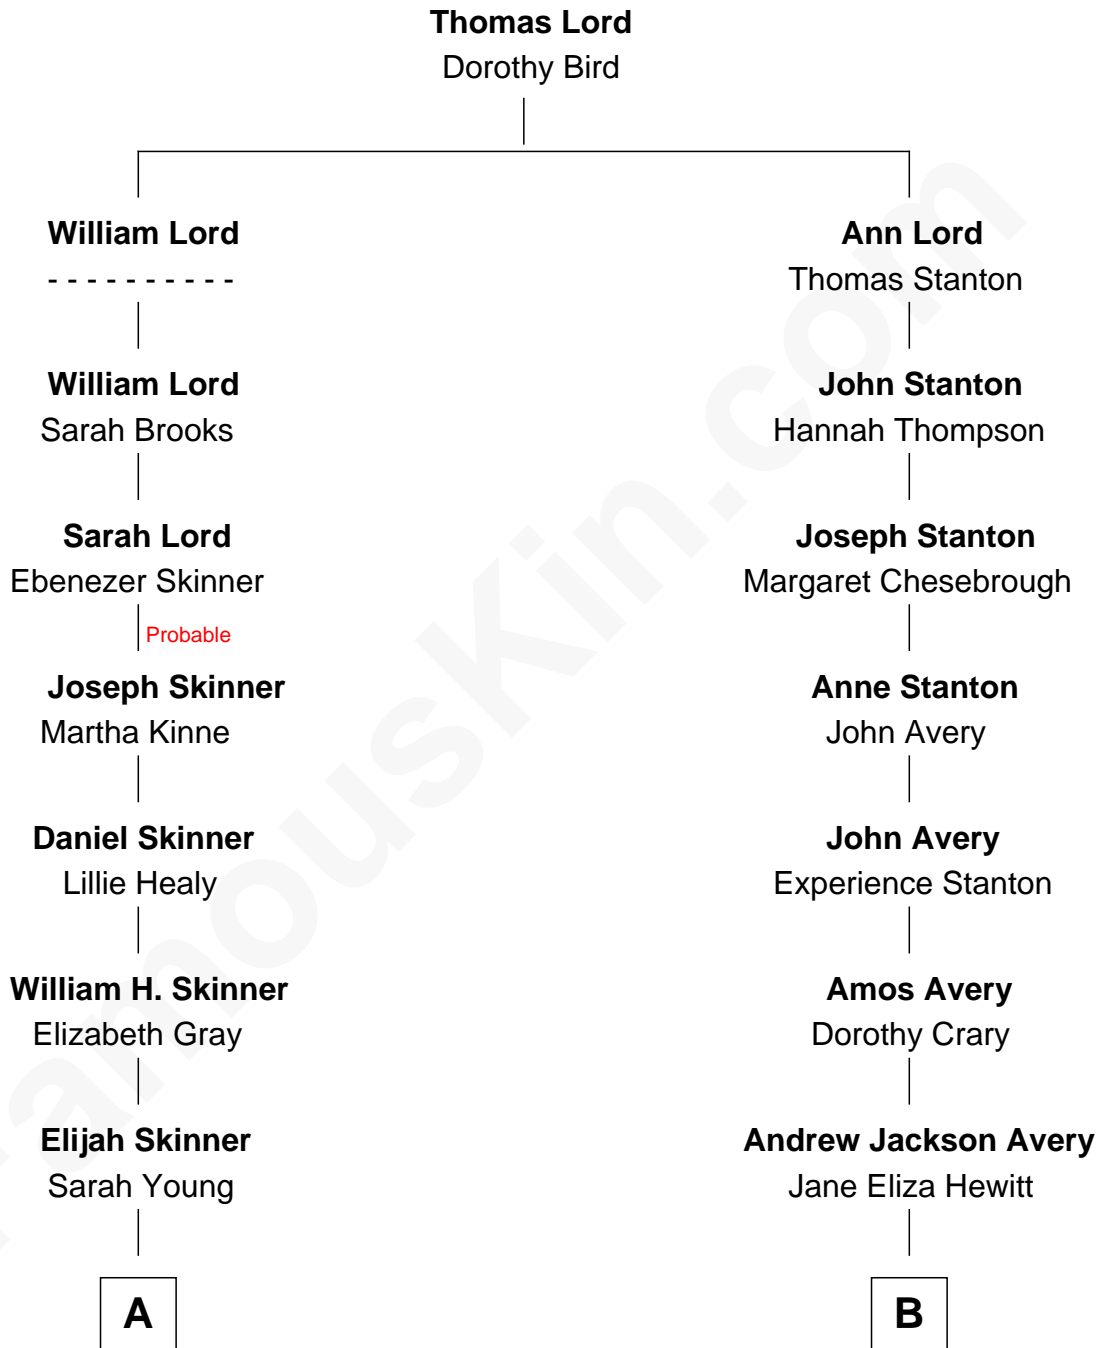 Thomas Lord
Dorothy Bird
William Lord
- - - - - - - - - -
William Lord
Sarah Brooks
Sarah Lord
Ebenezer Skinner
Probable
Joseph Skinner
Martha Kinne
Daniel Skinner
Lillie Healy
William H. Skinner
Elizabeth Gray
Elijah Skinner
Sarah Young
A
Ann Lord
Thomas Stanton
John Stanton
Hannah Thompson
Joseph Stanton
Margaret Chesebrough
Anne Stanton
John Avery
John Avery
Experience Stanton
Amos Avery
Dorothy Crary
Andrew Jackson Avery
Jane Eliza Hewitt
B
FamousKin.com